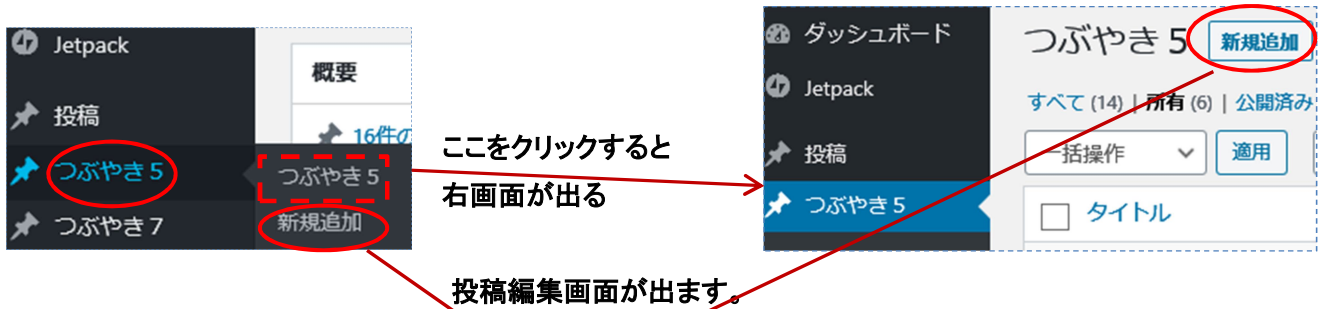 Jetpack
概要
投稿
16件の
つぶやき 5
つぶやき 5
つぶやき 7
新規追加
ここをクリックすると
右画面が出る
ダッシュボード
つぶやき 5
新規追加
Jetpack
すべて (14) | 所有 (6) | 公開済み
投稿
一括操作
適用
つぶやき 5
タイトル
投稿編集画面が出ます。